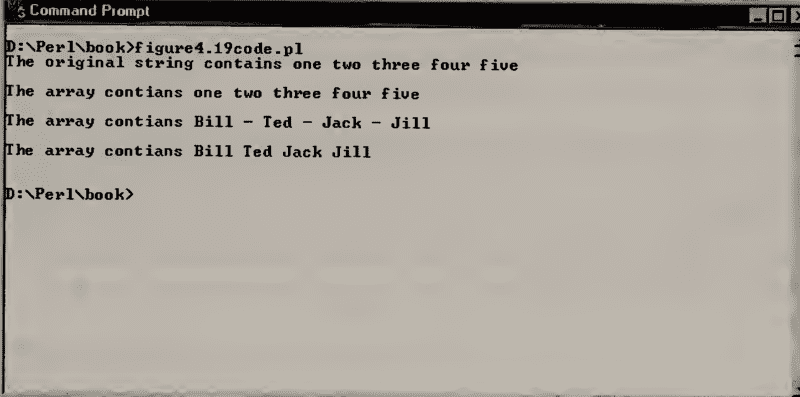 Command Prompt
D:\Perl\book>figure4.19code.pl
The original string contains one two three four five
The array contians one two three four five
The array contians Bill - Ted - Jack - Jill
The array contians Bill Ted Jack Jill
D:\Perl\book>